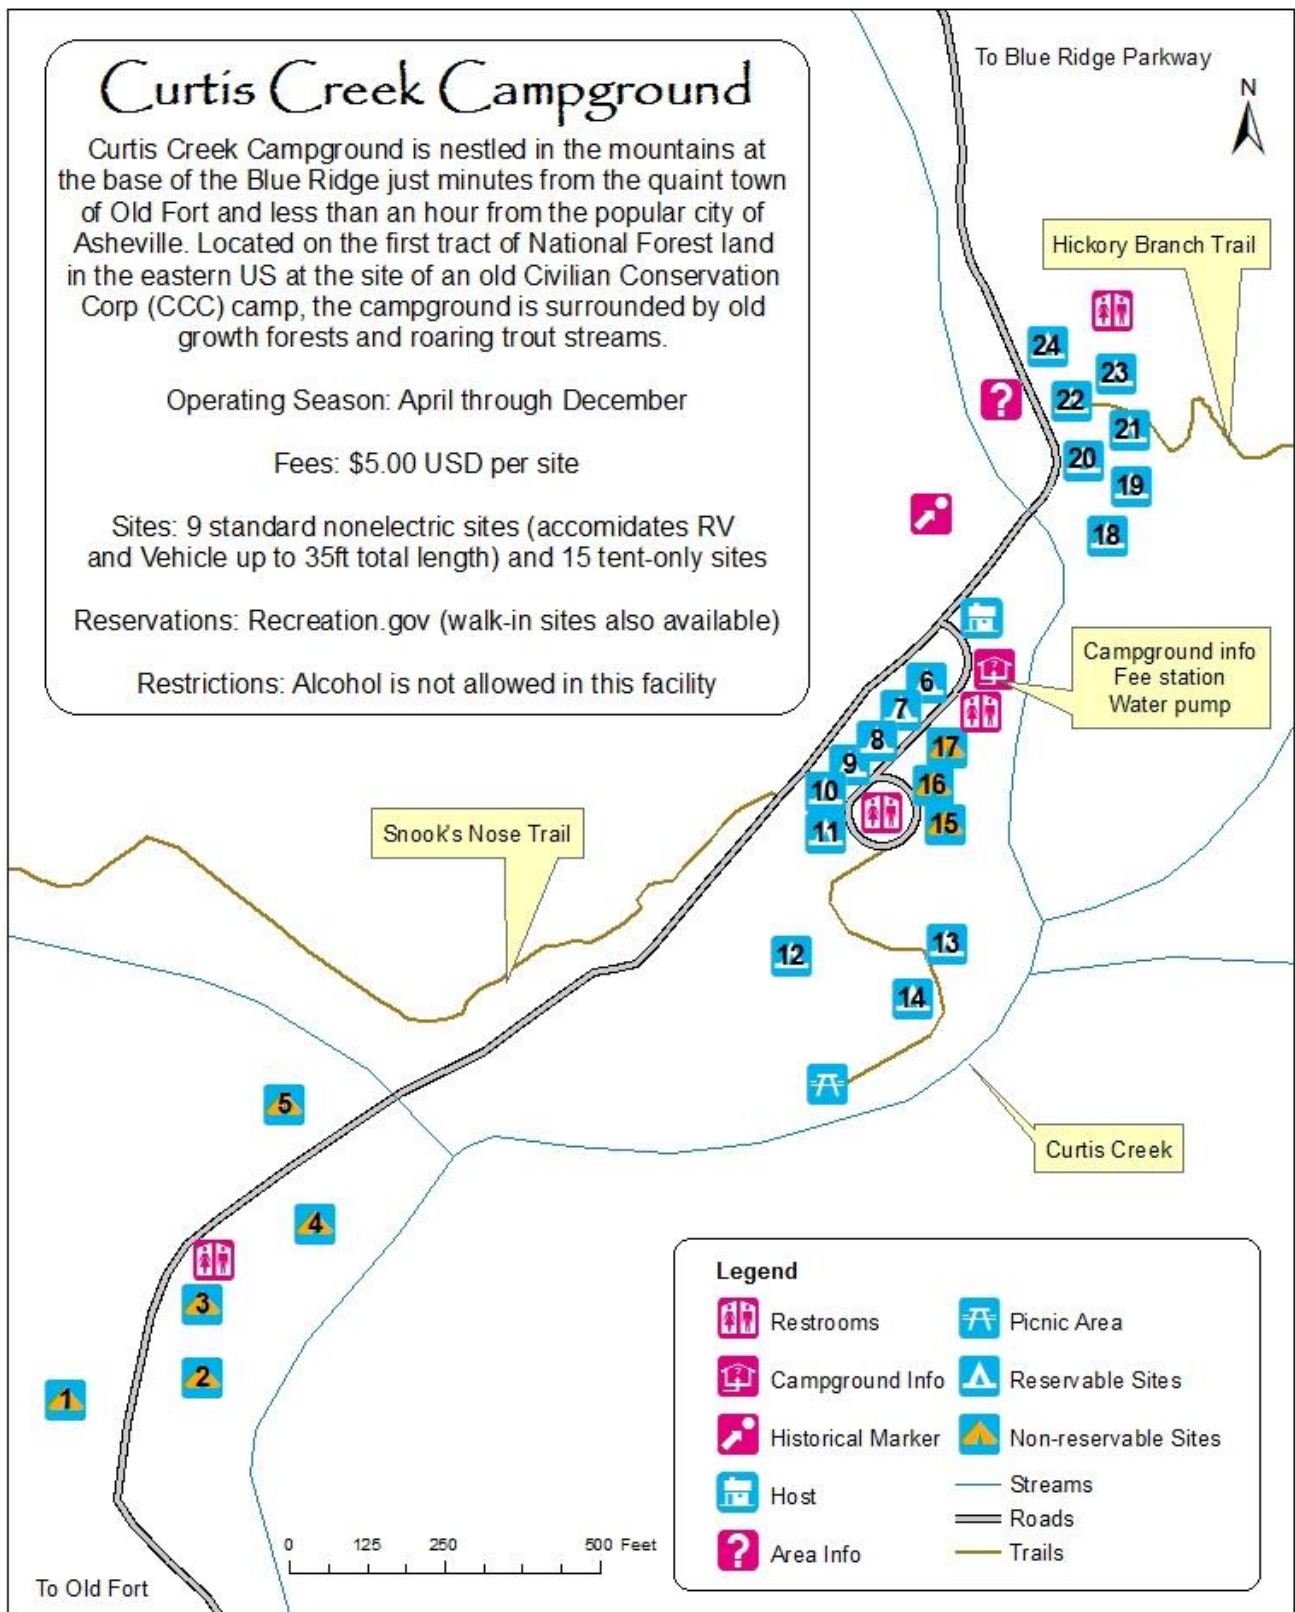 Curtis Creek Campground
Curtis Creek Campground is nestled in the mountains at
the base of the Blue Ridge just minutes from the quaint town
of Old Fort and less than an hour from the popular city of
Asheville. Located on the first tract of National Forest land
in the eastern US at the site of an old Civilian Conservation
Corp (CCC) camp, the campground is surrounded by old
growth forests and roaring trout streams.
Operating Season: April through December
Fees: $5.00 USD per site
Sites: 9 standard nonelectric sites (accomidates RV
and Vehicle up to 35ft total length) and 15 tent-only sites
Reservations: Recreation.gov (walk-in sites also available)
Restrictions: Alcohol is not allowed in this facility
To Blue Ridge Parkway
N
Hickory Branch Trail
24
23
?
22
21
20
19
18
Campground info
Fee station
Water pump
?
6
7
8
17
9
16
10
15
11
Snook's Nose Trail
12
13
14
5
Curtis Creek
4
3
2
1
Legend
Restrooms
Picnic Area
?
Campground Info
Reservable Sites
Historical Marker
Non-reservable Sites
Host
Streams
Roads
?
Area Info
Trails
0 125 250 500 Feet
To Old Fort